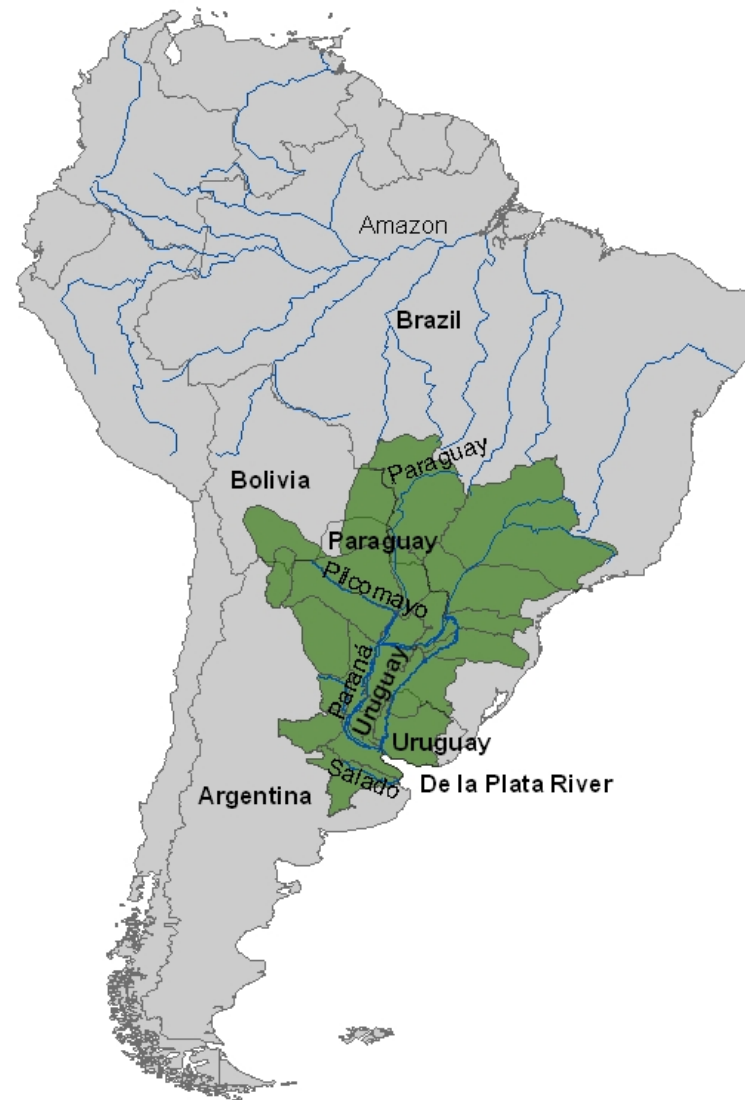 Amazon
Brazil
Paraguay
Bolivia
Paraguay
Pilcomayo
Paraná
Uruguay
Uruguay
Salado
De la Plata River
Argentina